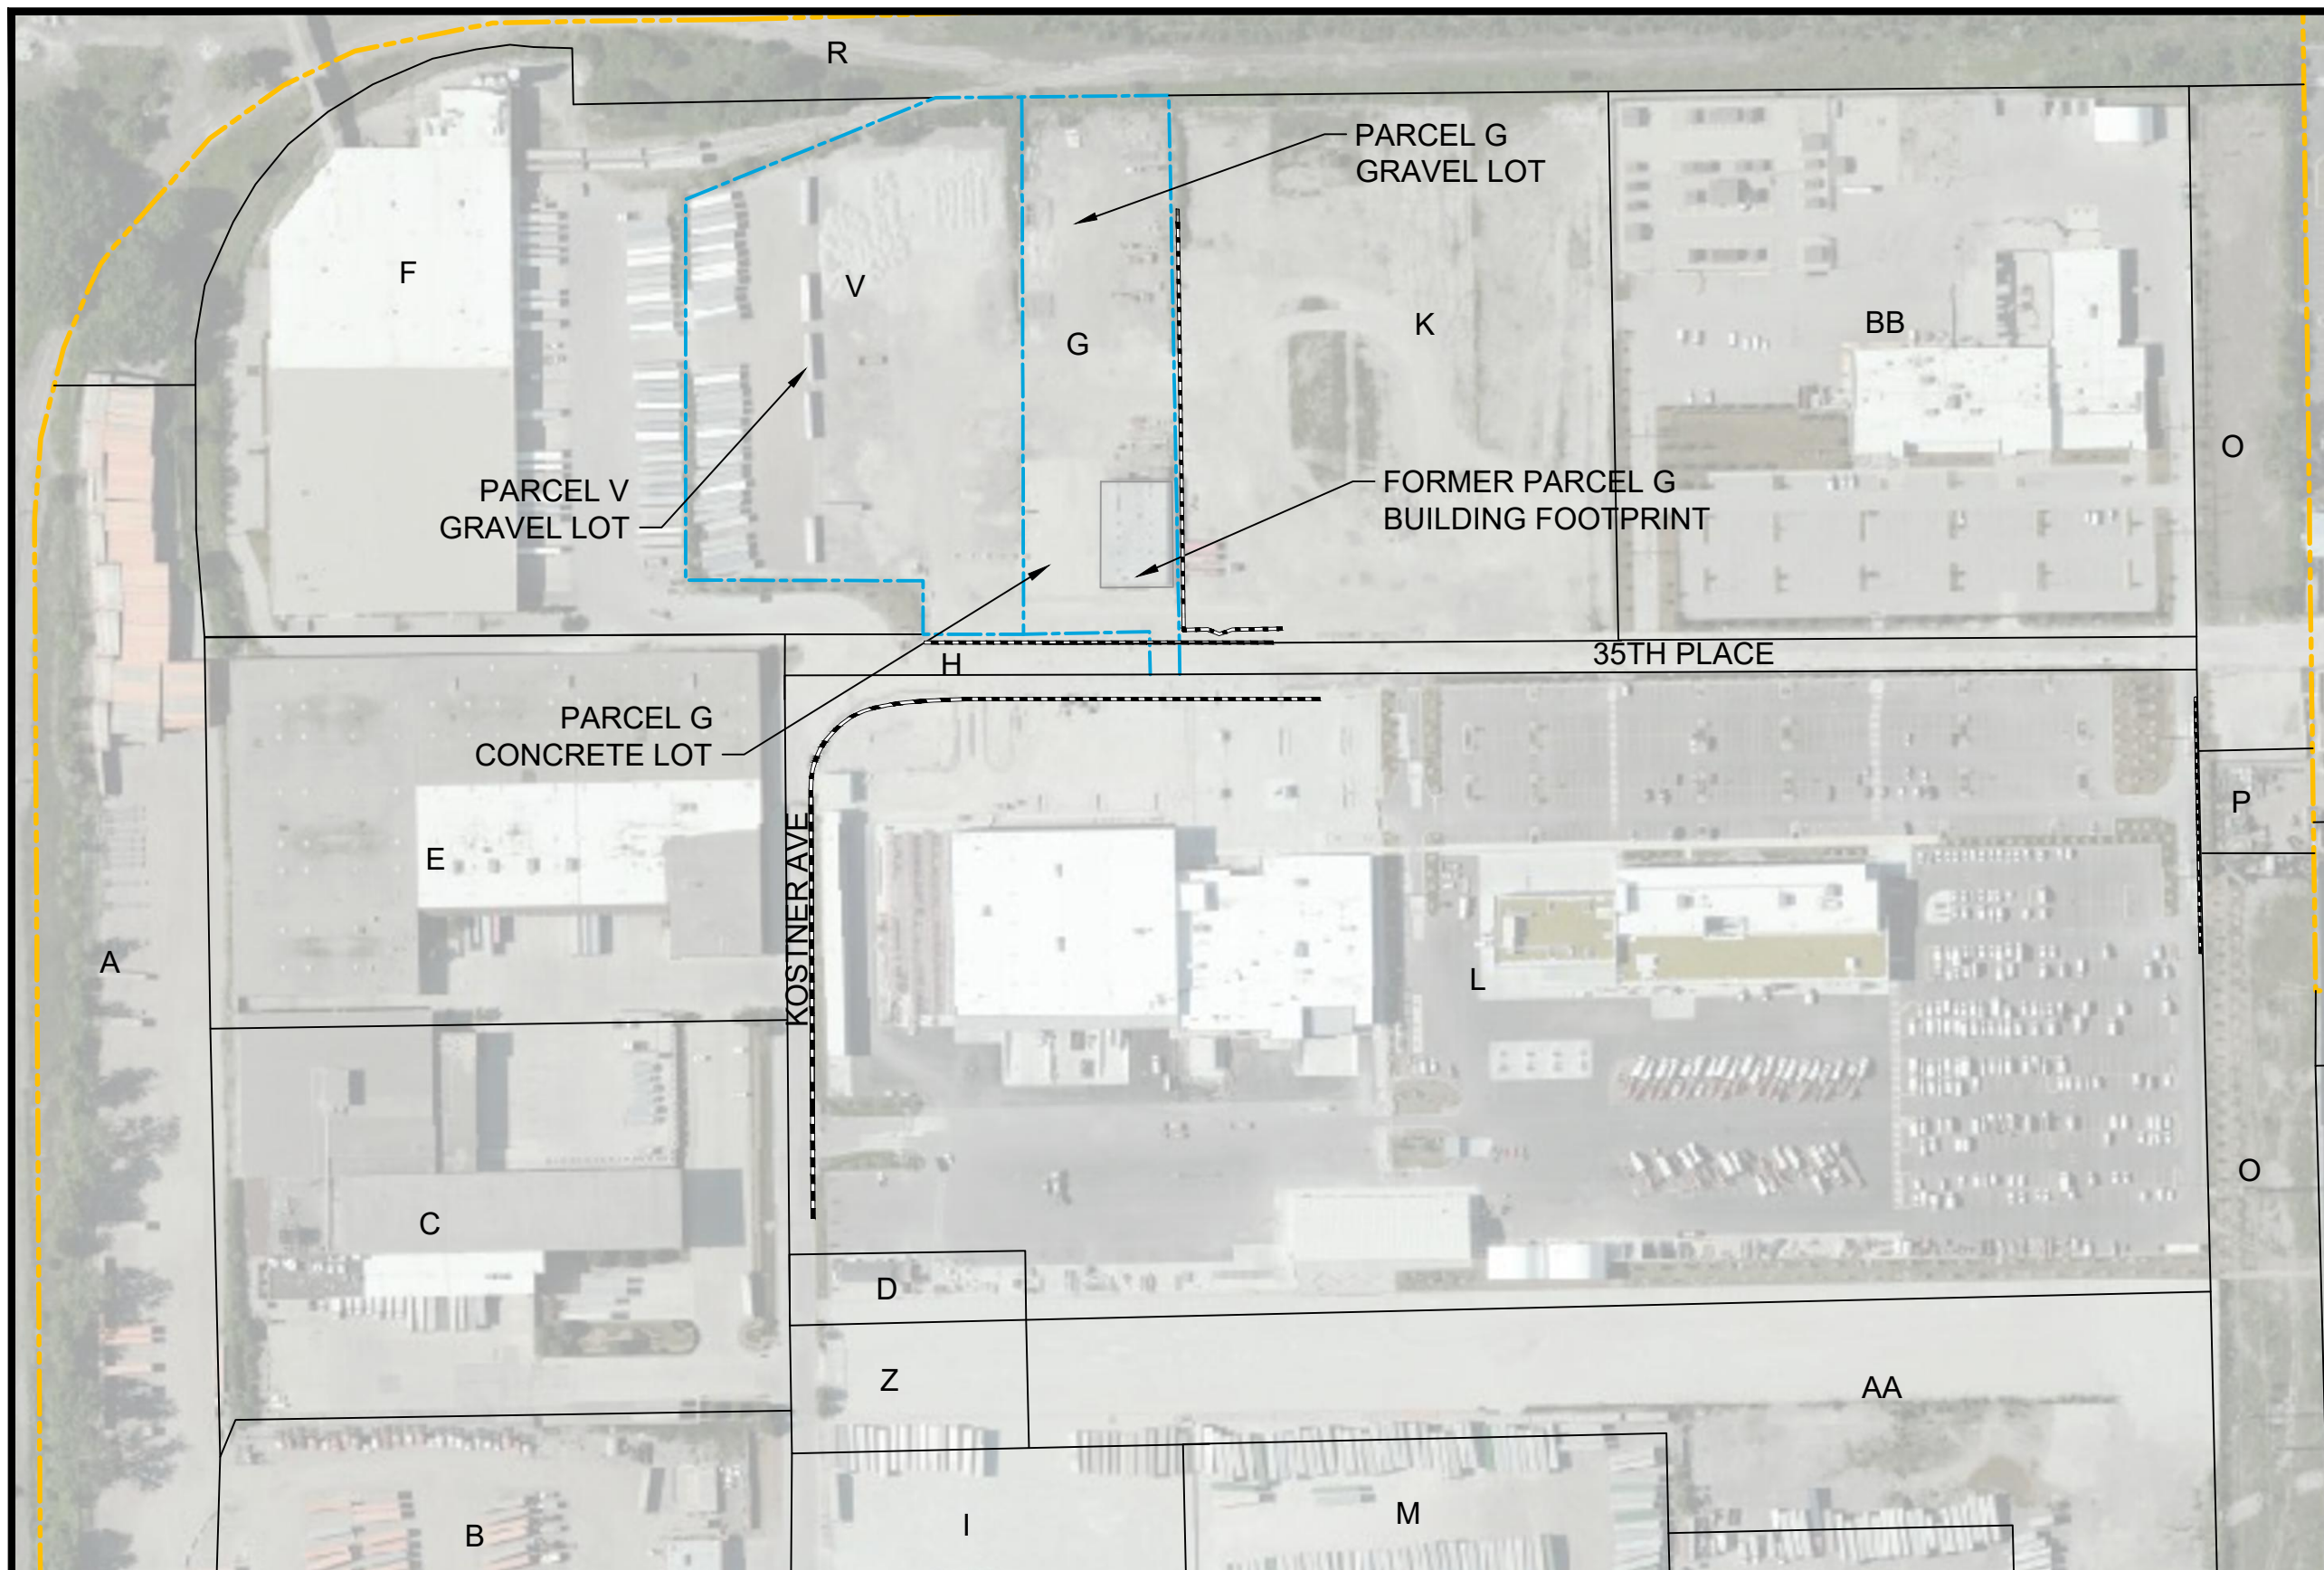 R
PARCEL G
GRAVEL LOT
F
V
K
BB
G
O
PARCEL V
GRAVEL LOT
FORMER PARCEL G
BUILDING FOOTPRINT
H
35TH PLACE
PARCEL G
CONCRETE LOT
P
KOSTNER AVE
E
A
L
O
C
D
Z
AA
M
I
B